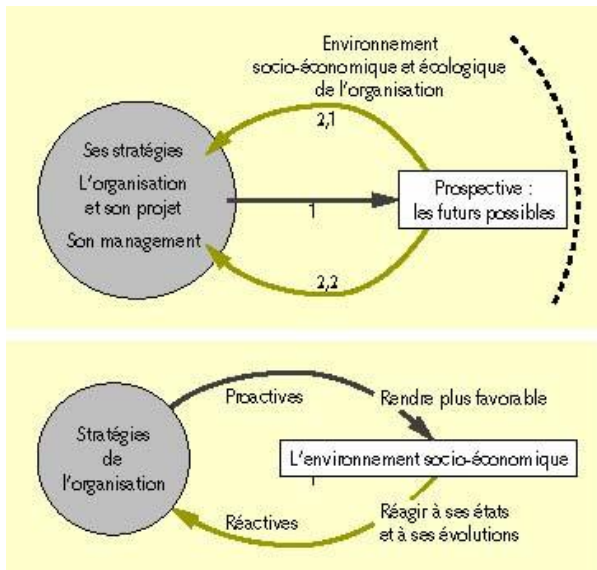 Environnement
socio-économique et écologique
de l'organisation
2,1
Ses stratégies
L'organisation
et son projet
Son management
1
Prospective :
les futurs possibles
2,2
Proactives
Rendre plus favorable
Stratégies
de
l'organisation
L'environnement socio-économique
Réactives
Réagir à ses états
et à ses évolutions